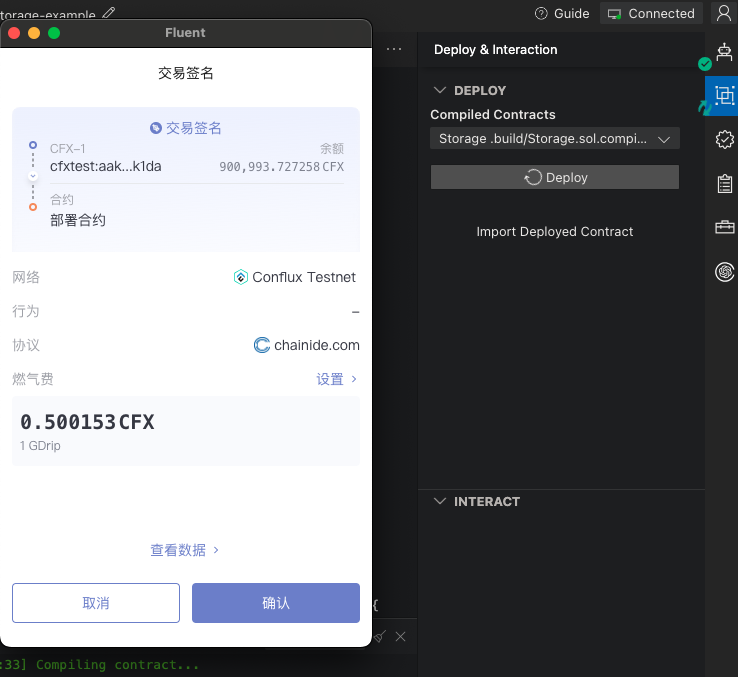 torage-example
Guide
Connected
Fluent
交易签名
交易签名
CFX-1
余额
cfxtest:aak...k1da
900,993.727258 CFX
合约
部署合约
网络
Conflux Testnet
行为
–
协议
chainide.com
燃气费
设置 >
0.500153 CFX
1 GDrip
查看数据 >
取消
确认
{
:33] Compiling contract...
...
Deploy & Interaction
DEPLOY
Compiled Contracts
Storage .build/Storage.sol.compi...
Deploy
Import Deployed Contract
INTERACT